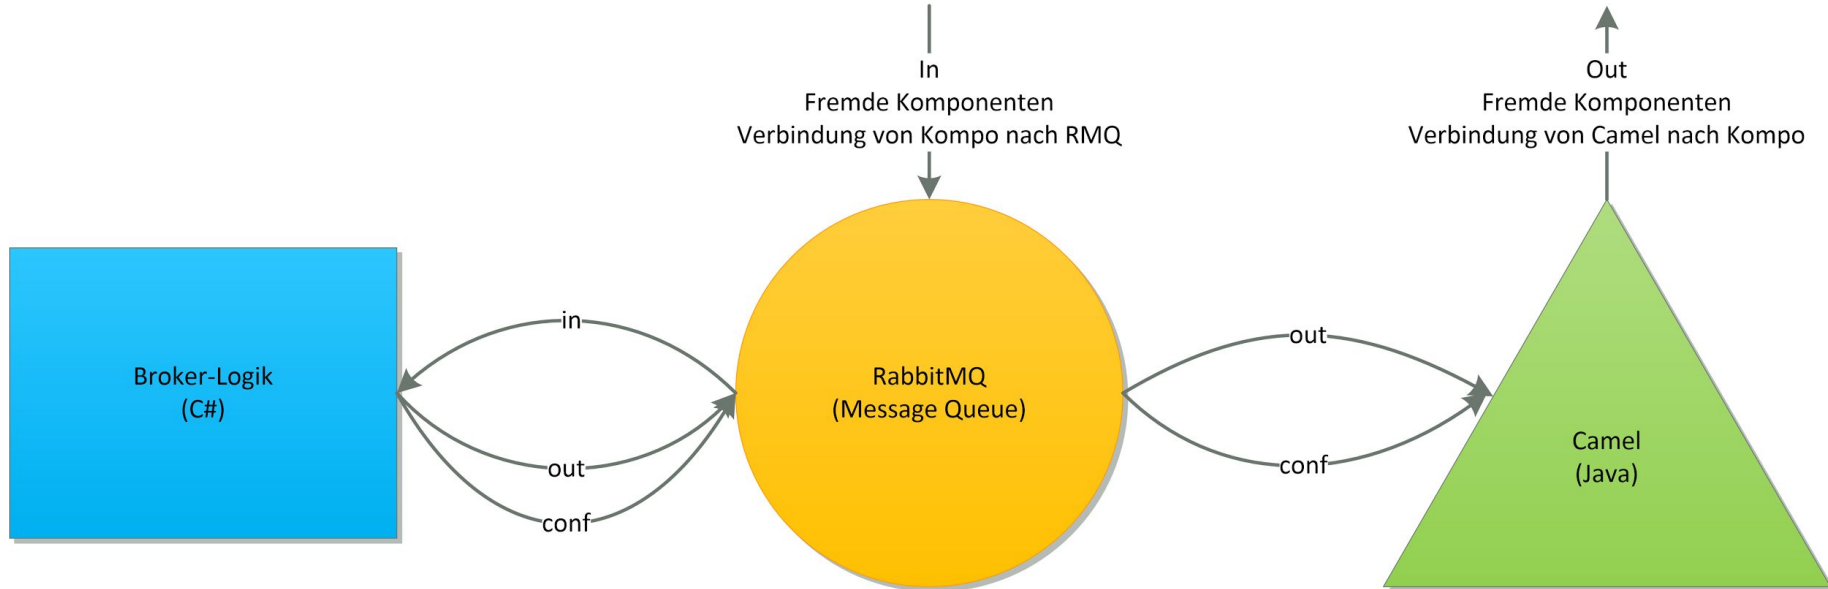 In
Fremde Komponenten
Verbindung von Kompo nach RMQ
Out
Fremde Komponenten
Verbindung von Camel nach Kompo
Broker-Logik
(C#)
in
out
conf
RabbitMQ
(Message Queue)
out
conf
Camel
(Java)